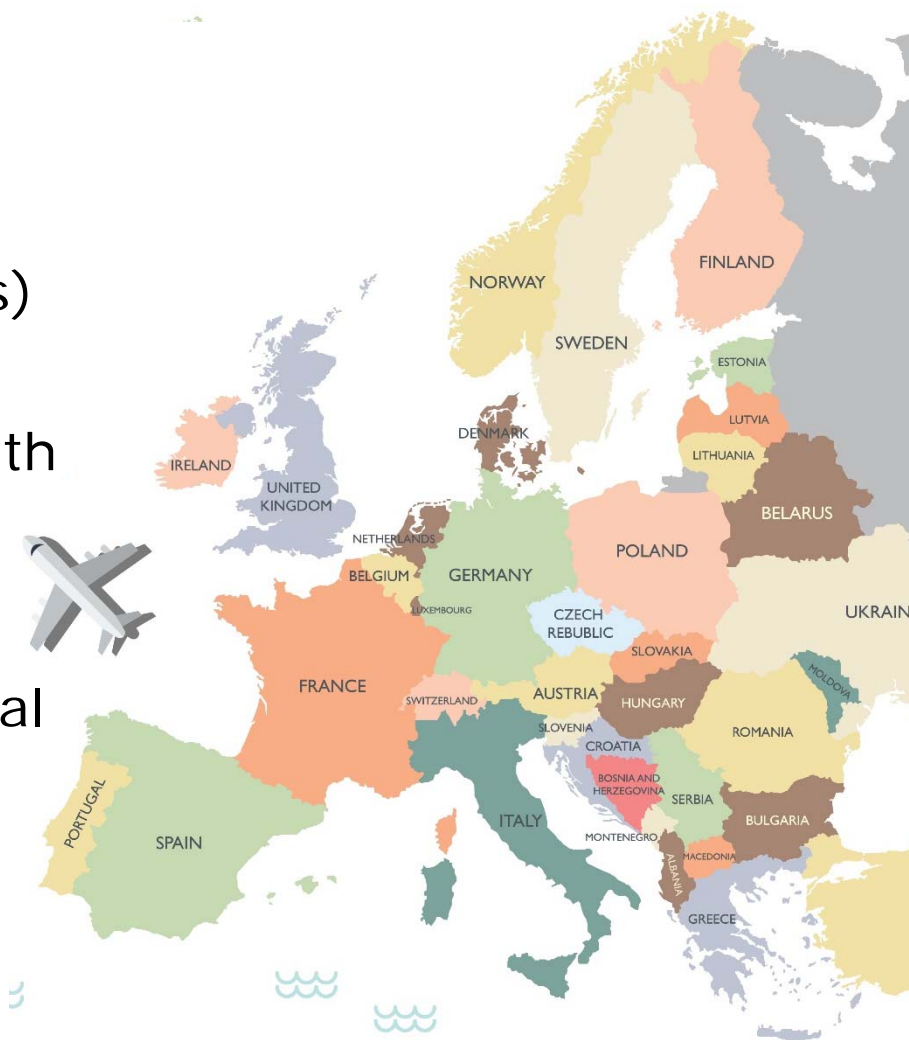 s)
th
al
NORWAY
FINLAND
SWEDEN
ESTONIA
LUTVIA
LITHUANIA
DENMARK
IRELAND
UNITED
KINGDOM
BELARUS
NETHERLANDS
POLAND
BELGIUM
GERMANY
LUXEMBOURG
UKRAIN
CZECH
REBUBLIC
SLOVAKIA
FRANCE
SWITZERLAND
AUSTRIA
HUNGARY
MOLDOVA
SLOVENIA
ROMANIA
CROATIA
BOSNIA AND
HERZEGOVINA
SERBIA
PORTUGAL
SPAIN
ITALY
MONTENEGRO
BULGARIA
MACEDONIA
ALBANIA
GREECE